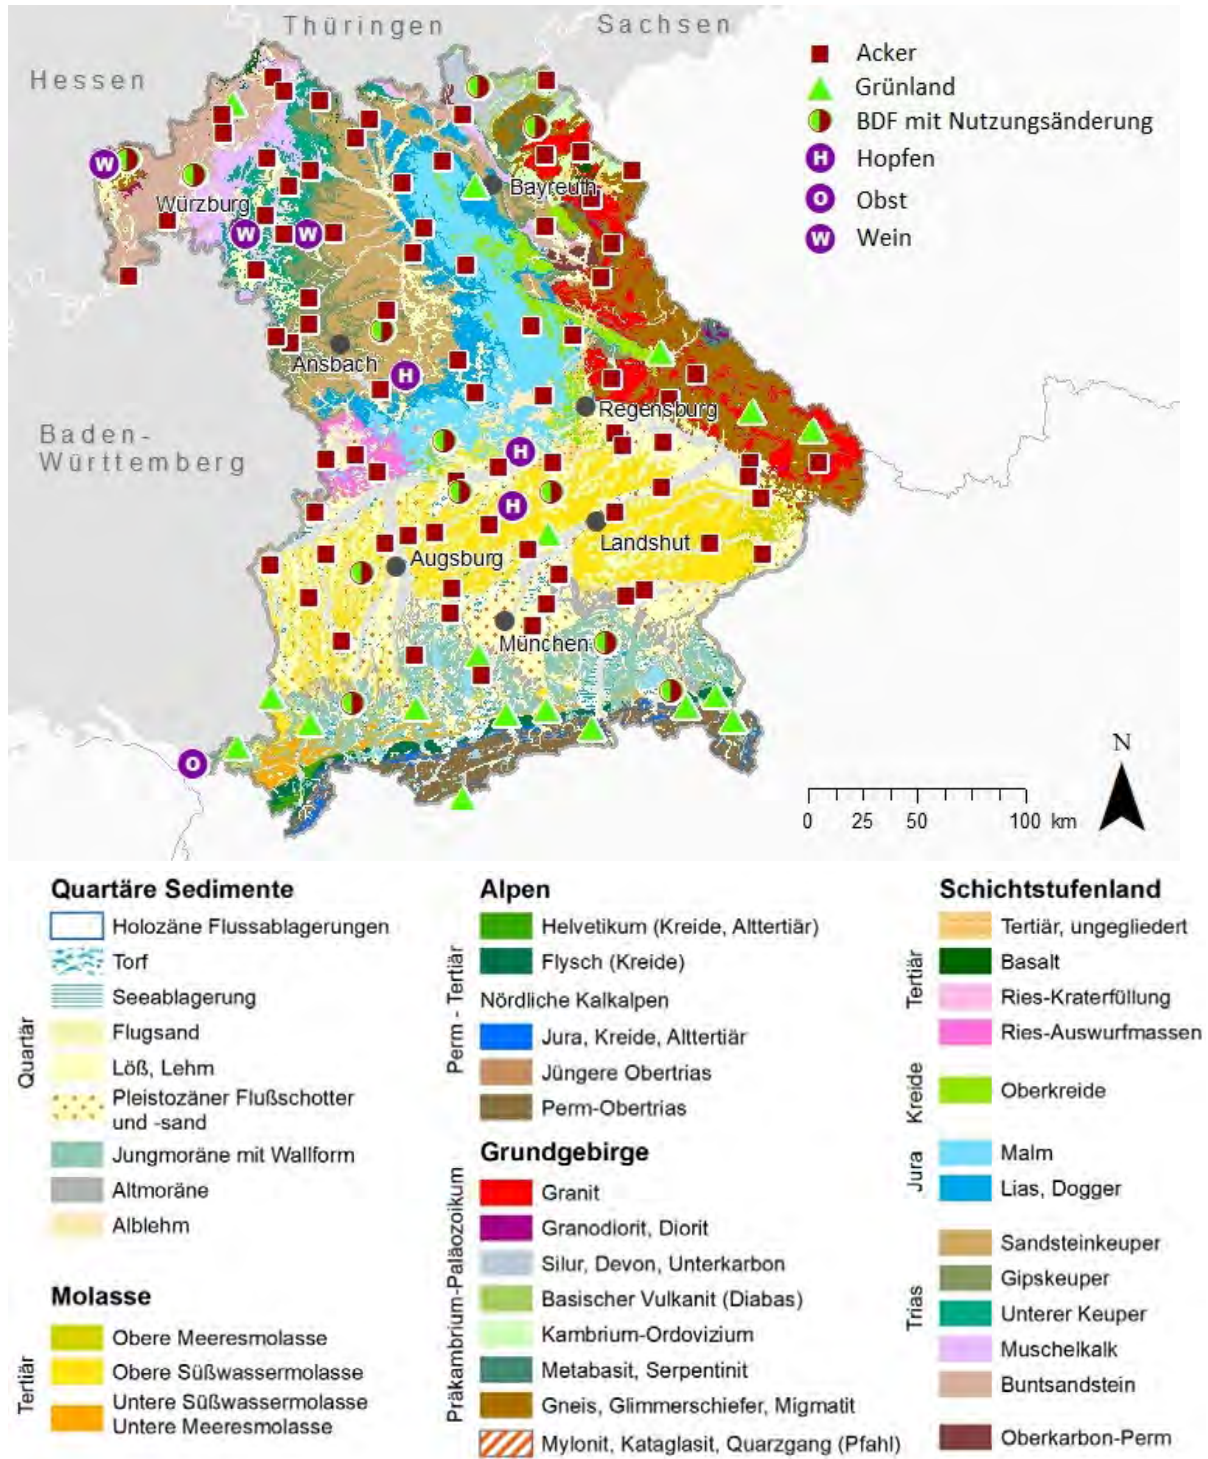 Thüringen
Sachsen
Hessen
Acker
Grünland
BDF mit Nutzungsänderung
H Hopfen
O Obst
W Wein
W
Bayreuth
Würzburg
W
W
Ansbach
H
Regensburg
Baden-
Württemberg
H
H
Landshut
Augsburg
München
O
N
0 25 50 100 km
Quartäre Sedimente
Quartär
Holozäne Flussablagerungen
Torf
Seeablagerung
Flugsand
Löß, Lehm
Pleistozäner Flußschotter
und -sand
Jungmoräne mit Wallform
Altmoräne
Alblehm
Molasse
Tertiär
Obere Meeresmolasse
Obere Süßwassermolasse
Untere Süßwassermolasse
Untere Meeresmolasse
Alpen
Perm - Tertiär
Helvetikum (Kreide, Alttertiär)
Flysch (Kreide)
Nördliche Kalkalpen
Jura, Kreide, Alttertiär
Jüngere Obertrias
Perm-Obertrias
Grundgebirge
Präkambrium-Paläozoikum
Granit
Granodiorit, Diorit
Silur, Devon, Unterkarbon
Basischer Vulkanit (Diabas)
Kambrium-Ordovizium
Metabasit, Serpentinit
Gneis, Glimmerschiefer, Migmatit
Mylonit, Kataglasit, Quarzgang (Pfahl)
Schichtstufenland
Tertiär
Tertiär, ungegliedert
Basalt
Ries-Kraterfüllung
Ries-Auswurfmassen
Kreide
Oberkreide
Jura
Malm
Lias, Dogger
Trias
Sandsteinkeuper
Gipskeuper
Unterer Keuper
Muschelkalk
Buntsandstein
Oberkarbon-Perm